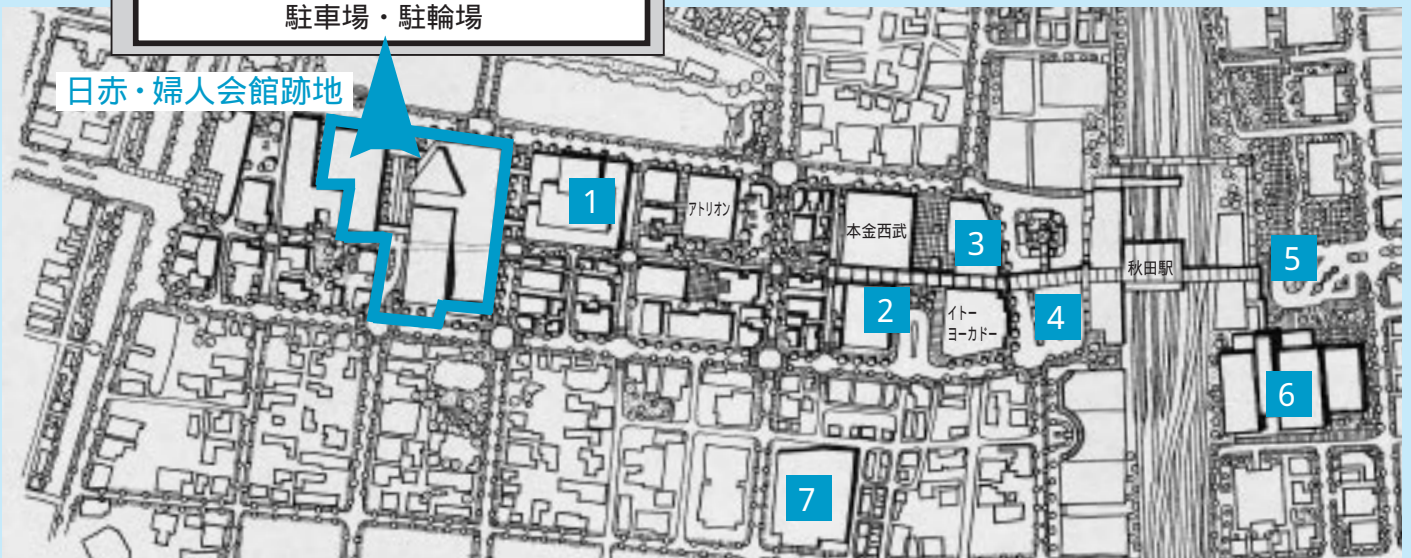 駐車場・駐輪場
日赤・婦人会館跡地
1
アトリオン
本金西武
3
秋田駅
5
2
イトー
ヨーカドー
4
6
7